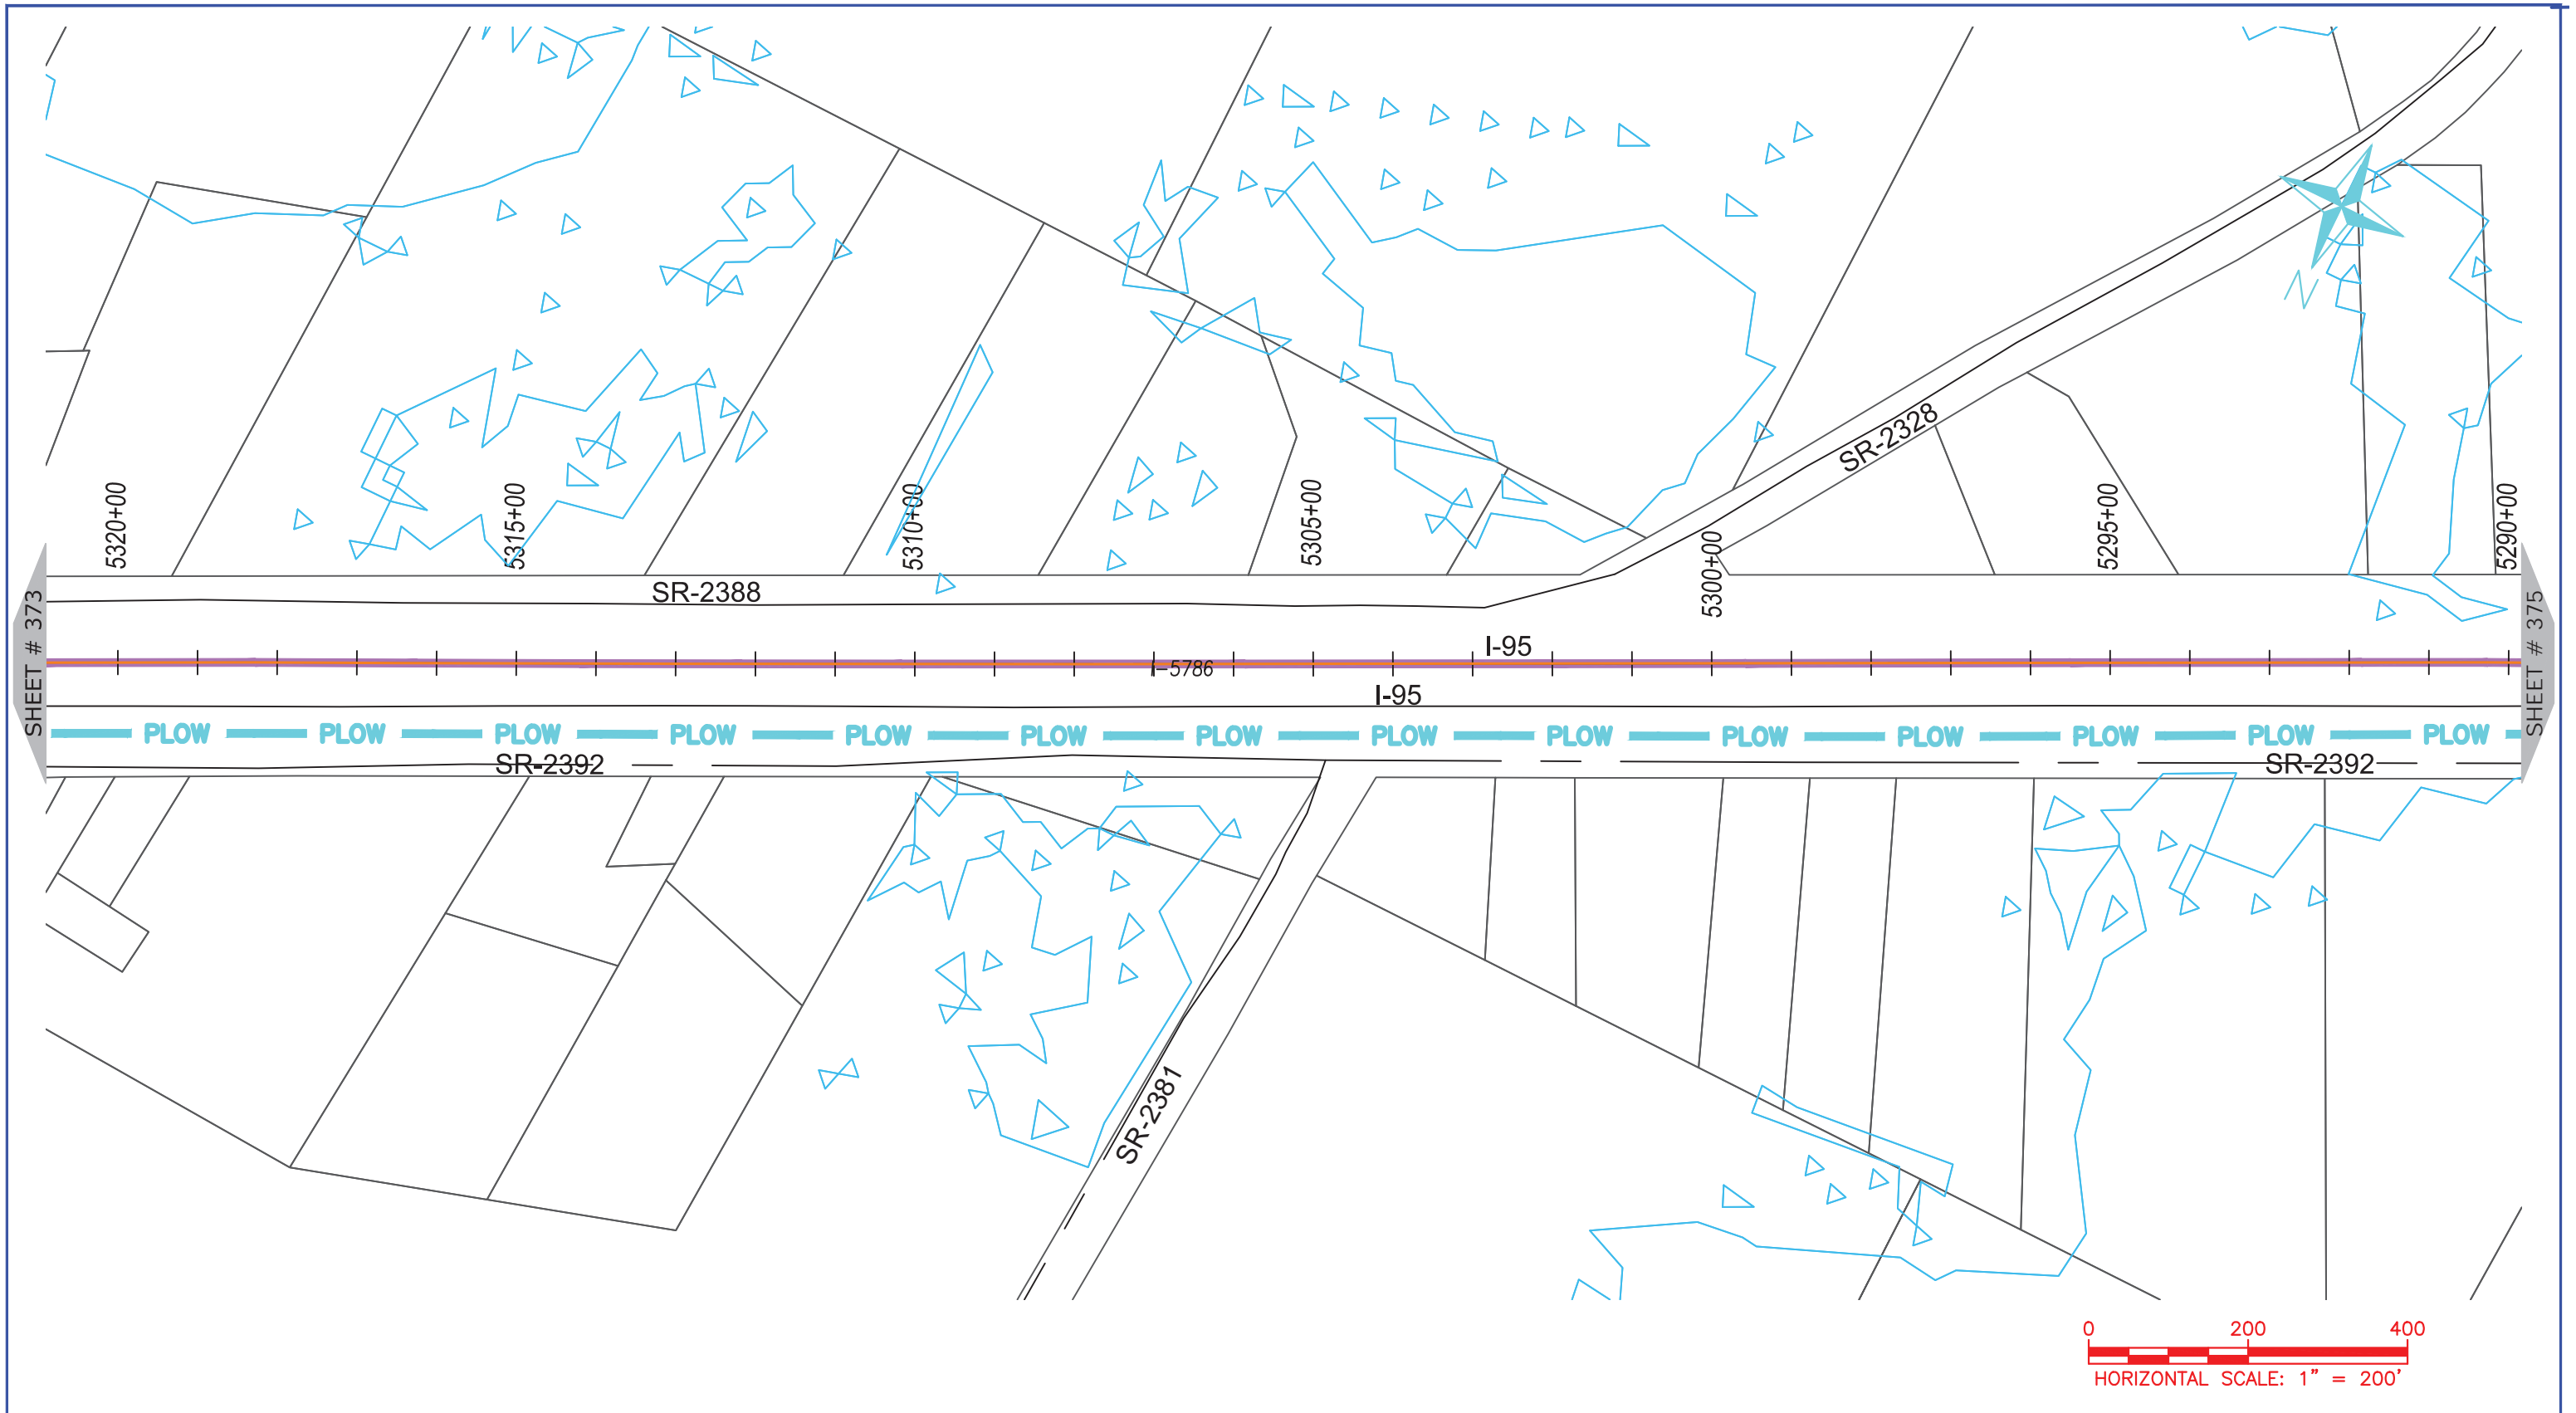 N
SR-2328
5320+00
5315+00
5310+00
5305+00
5300+00
5295+00
5290+00
SR-2388
SHEET # 373
SHEET # 375
I-95
I-5786
I-95
PLOW PLOW PLOW PLOW PLOW PLOW PLOW PLOW PLOW PLOW PLOW PLOW PLOW PLOW
SR-2392
SR-2392
SR-2381
0 200 400
HORIZONTAL SCALE: 1" = 200'